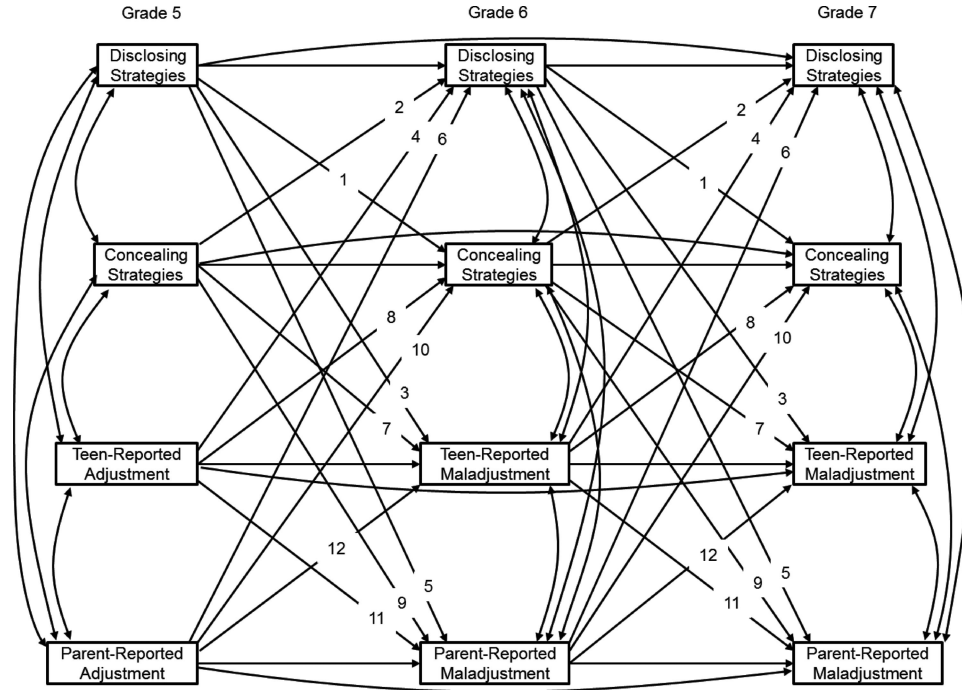 Grade 5
Grade 6
Grade 7
Disclosing
Strategies
Disclosing
Strategies
Disclosing
Strategies
2
4
6
2
4
6
1
1
Concealing
Strategies
Concealing
Strategies
Concealing
Strategies
8
10
8
10
3
7
3
7
Teen-Reported
Adjustment
Teen-Reported
Maladjustment
Teen-Reported
Maladjustment
12
12
5
9
11
5
9
11
Parent-Reported
Adjustment
Parent-Reported
Maladjustment
Parent-Reported
Maladjustment